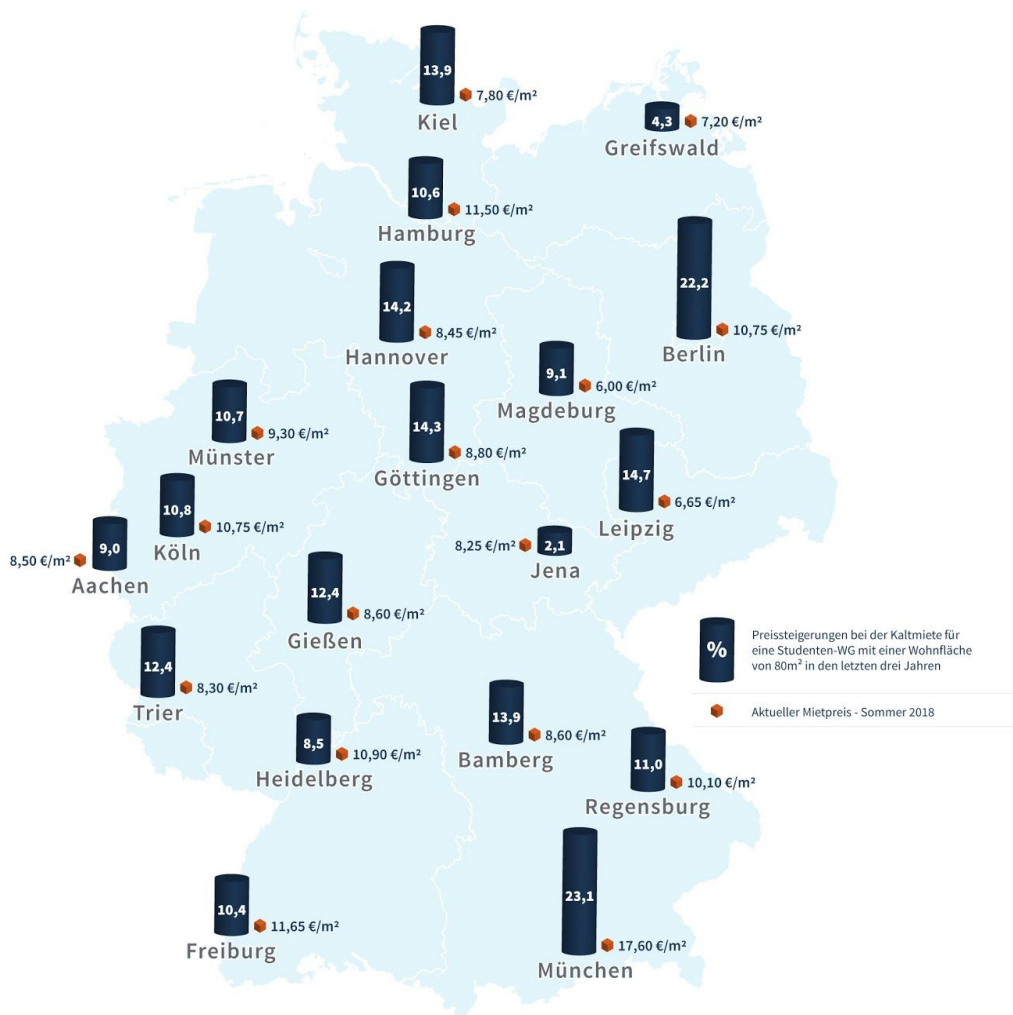 13,9
7,80 €/m²
Kiel
4,3
7,20 €/m²
Greifswald
10,6
11,50 €/m²
Hamburg
22,2
10,75 €/m²
Berlin
14,2
8,45 €/m²
Hannover
9,1
6,00 €/m²
Magdeburg
10,7
9,30 €/m²
Münster
14,3
8,80 €/m²
Göttingen
14,7
6,65 €/m²
Leipzig
10,8
10,75 €/m²
Köln
9,0
8,50 €/m²
Aachen
2,1
8,25 €/m²
Jena
12,4
8,60 €/m²
Gießen
12,4
8,30 €/m²
Trier
%
Preissteigerungen bei der Kaltmiete für
eine Studenten-WG mit einer Wohnfläche
von 80m² in den letzten drei Jahren
Aktueller Mietpreis - Sommer 2018
13,9
8,60 €/m²
Bamberg
8,5
10,90 €/m²
Heidelberg
11,0
10,10 €/m²
Regensburg
10,4
11,65 €/m²
Freiburg
23,1
17,60 €/m²
München